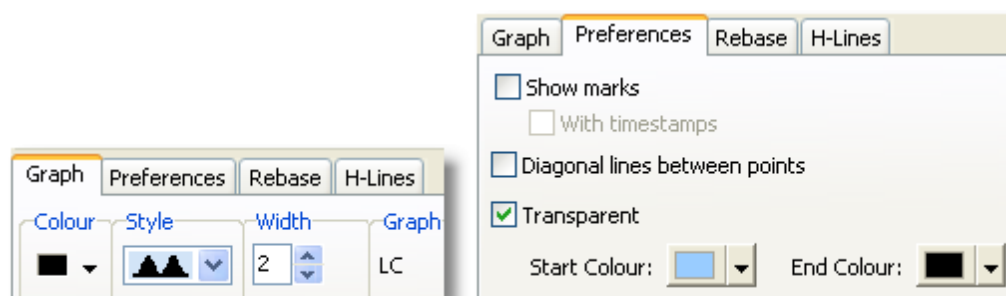 Graph Preferences Rebase H-Lines
Colour Style Width Graph
2 LC
Graph Preferences Rebase H-Lines
Show marks
With timestamps
Diagonal lines between points
Transparent
Start Colour: End Colour: